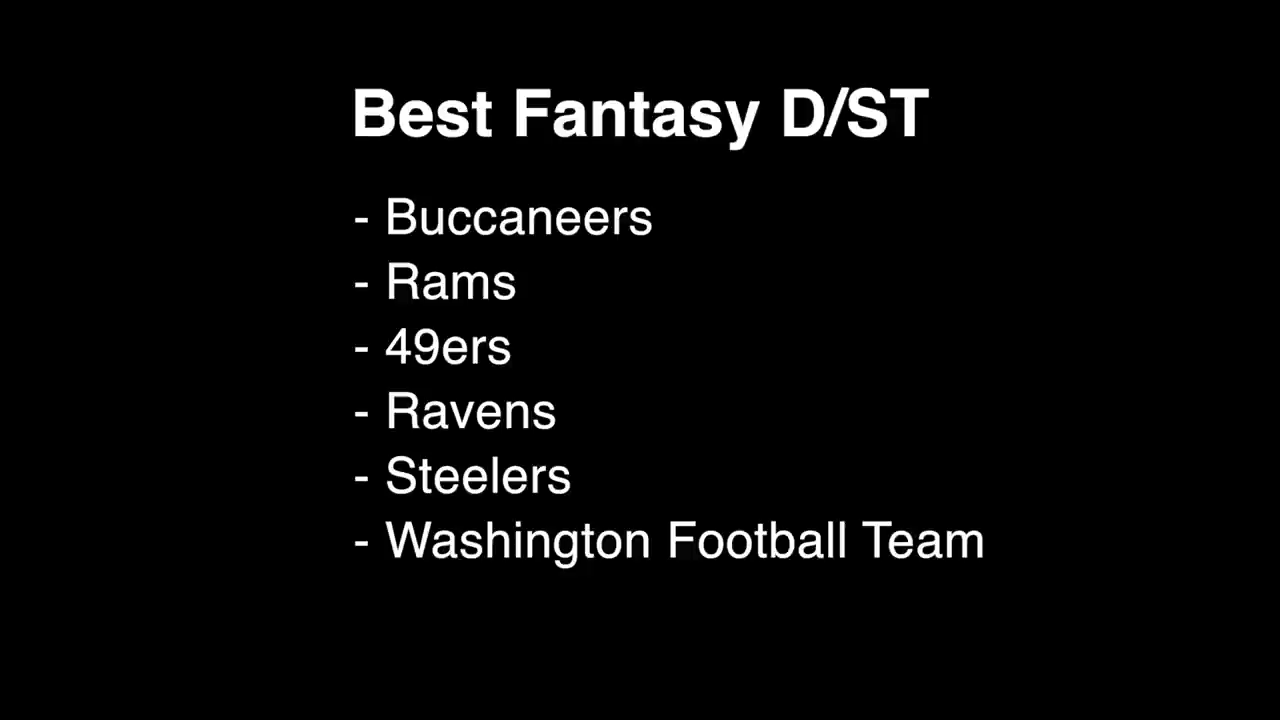 Best Fantasy D/ST
- Buccaneers
- Rams
- 49ers
- Ravens
- Steelers
- Washington Football Team